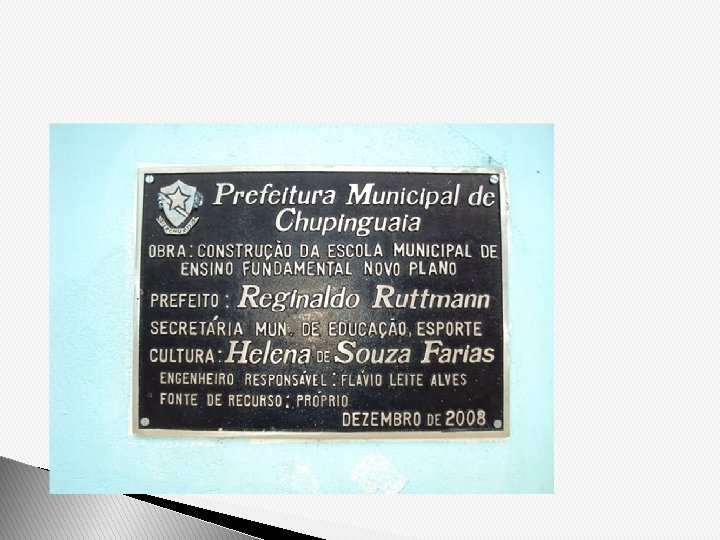 Prefeitura Municipal de
Chupinguaia
OBRA: CONSTRUÇÃO DA ESCOLA MUNICIPAL DE
ENSINO FUNDAMENTAL NOVO PLANO
PREFEITO: Reginaldo Ruttmann
SECRETÁRIA MUN. DE EDUCAÇÃO, ESPORTE
CULTURA: Helena DE Souza Farias
ENGENHEIRO RESPONSÁVEL: FLÁVIO LEITE ALVES
FONTE DE RECURSO: PRÓPRIO
DEZEMBRO DE 2008